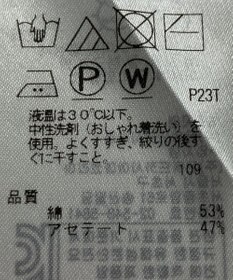 P W P23T
液温は30℃以下。
中性洗剤(おしゃれ着洗い)を
使用。よくすすぎ、絞りの後す
ぐに干すこと。
109
品質
綿 53%
アセテート 47%